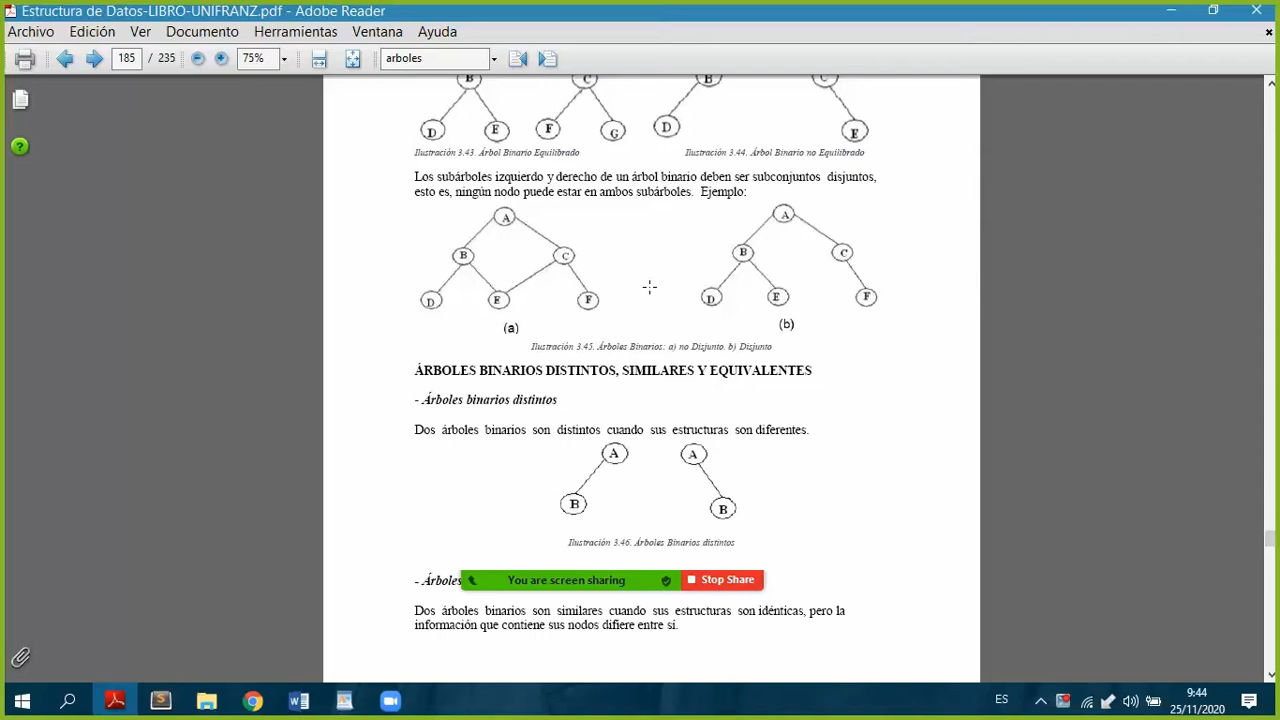 Estructura de Datos-LIBRO-UNIFRANZ.pdf - Adobe Reader
Archivo Edición Ver Documento Herramientas Ventana Ayuda
185 / 235 75% arboles
B C B C
D E F G D E
Ilustración 3.43. Árbol Binario Equilibrado Ilustración 3.44. Árbol Binario no Equilibrado
Los subárboles izquierdo y derecho de un árbol binario deben ser subconjuntos disjuntos,
esto es, ningún nodo puede estar en ambos subárboles. Ejemplo:
A A
B C B C
D E F D E F
(a) (b)
Ilustración 3.45. Árboles Binarios: a) no Disjunto. b) Disjunto
ÁRBOLES BINARIOS DISTINTOS, SIMILARES Y EQUIVALENTES
- Árboles binarios distintos
Dos árboles binarios son distintos cuando sus estructuras son diferentes.
A A
B B
Ilustración 3.46. Árboles Binarios distintos
- Árboles
You are screen sharing Stop Share
Dos árboles binarios son similares cuando sus estructuras son idénticas, pero la
información que contiene sus nodos difiere entre sí.
ES 9:44
25/11/2020